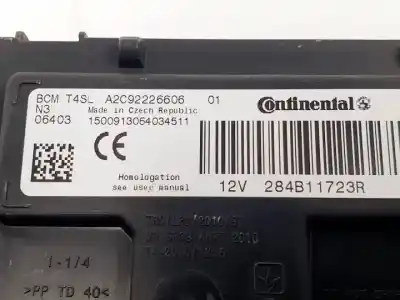 BCM T4SL A2C92226606 01
N3 Made in Czech Republic
06403 1500913064034511
Continental
CE
Homologation
see user manual
12V 284B11723R
I-1/4
>PP TD 40<